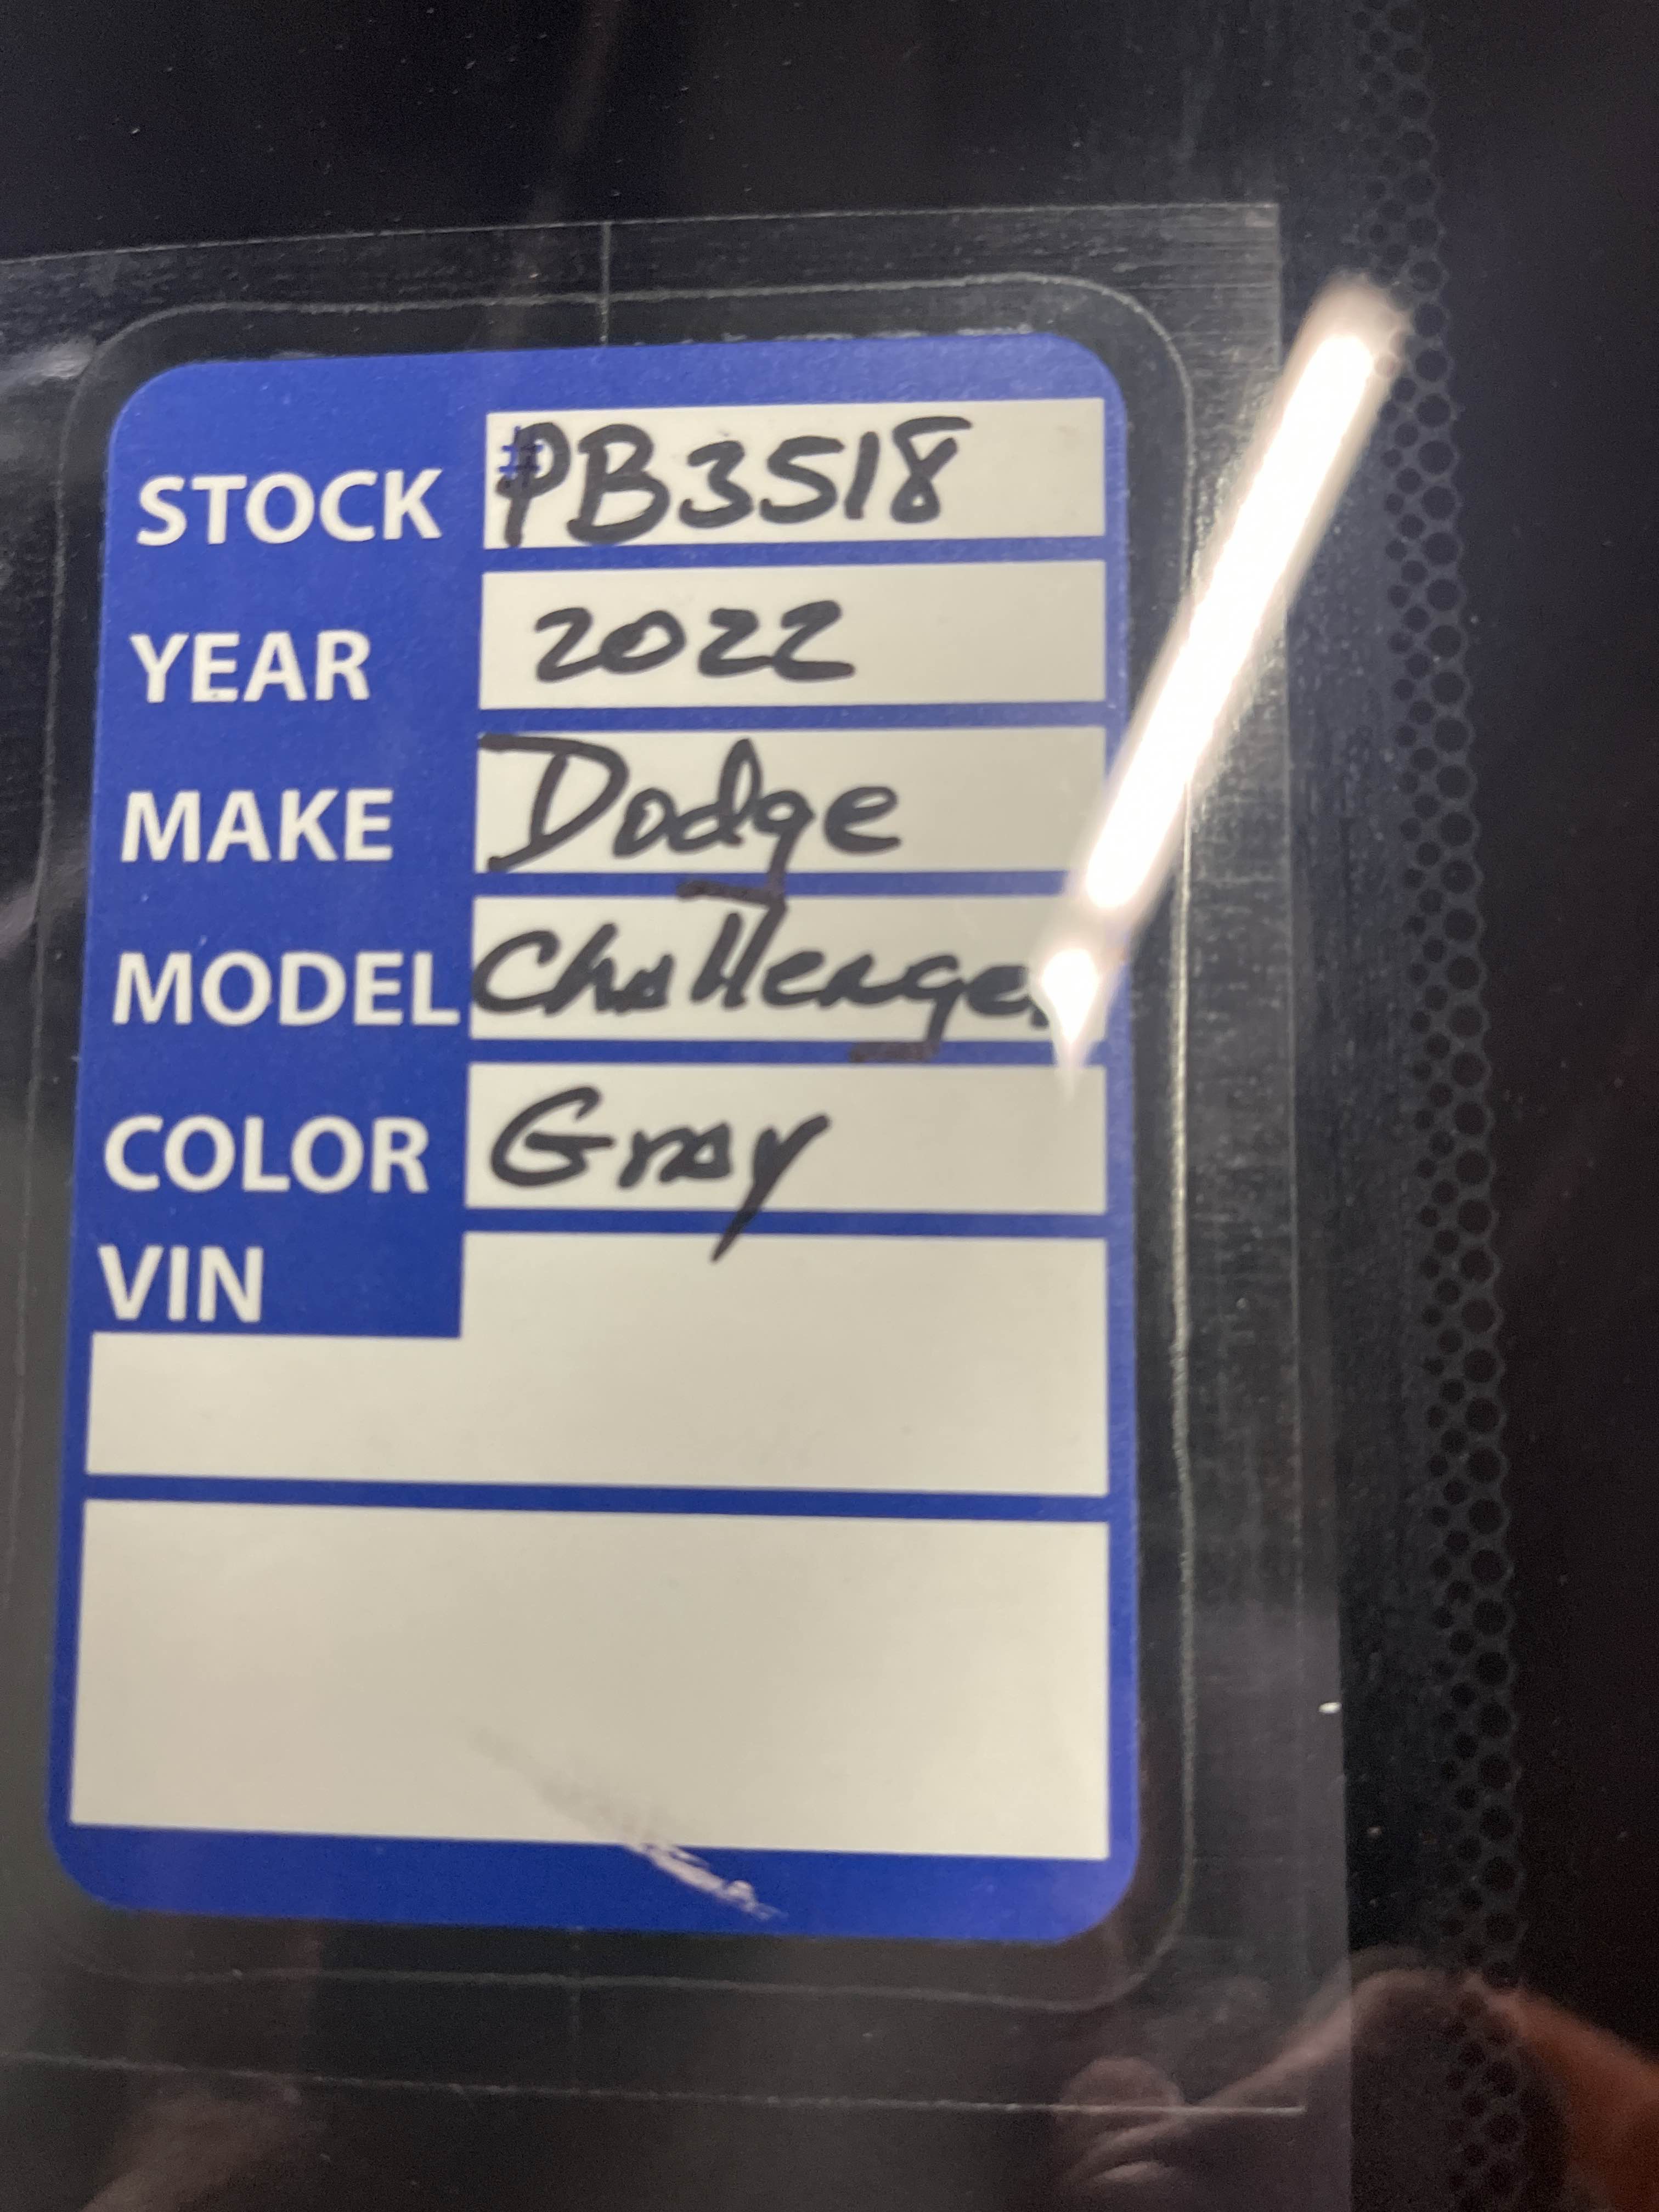 STOCK #PB3518
YEAR 2022
MAKE Dodge
MODEL Challenger
COLOR Gray
VIN